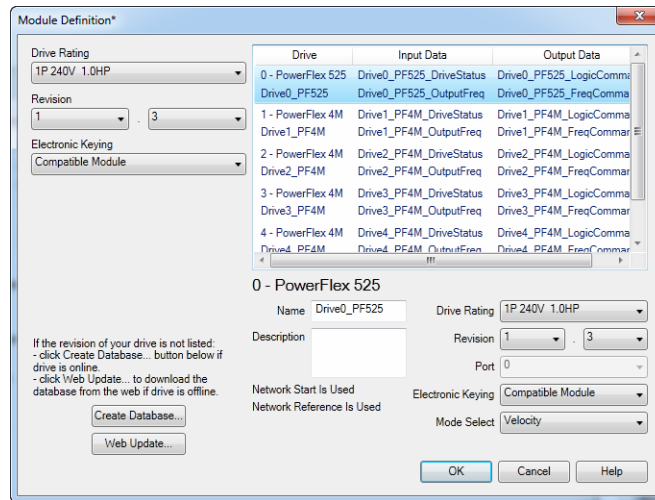 Module Definition*
Drive Rating
1P 240V 1.0HP
Revision
1 . 3
Electronic Keying
Compatible Module
Drive Input Data Output Data
0 - PowerFlex 525 Drive0_PF525_DriveStatus Drive0_PF525_LogicComma
Drive0_PF525 Drive0_PF525_OutputFreq Drive0_PF525_FreqComma
1 - PowerFlex 4M Drive1_PF4M_DriveStatus Drive1_PF4M_LogicComma
Drive1_PF4M Drive1_PF4M_OutputFreq Drive1_PF4M_FreqCommar
2 - PowerFlex 4M Drive2_PF4M_DriveStatus Drive2_PF4M_LogicComma
Drive2_PF4M Drive2_PF4M_OutputFreq Drive2_PF4M_FreqCommar
3 - PowerFlex 4M Drive3_PF4M_DriveStatus Drive3_PF4M_LogicComma
Drive3_PF4M Drive3_PF4M_OutputFreq Drive3_PF4M_FreqCommar
4 - PowerFlex 4M Drive4_PF4M_DriveStatus Drive4_PF4M_LogicComma
Drive4_PF4M Drive4_PF4M_OutputFreq Drive4_PF4M_FreqCommar
0 - PowerFlex 525
Name Drive0_PF525
Description
Network Start Is Used
Network Reference Is Used
Drive Rating 1P 240V 1.0HP
Revision 1 . 3
Port 0
Electronic Keying Compatible Module
Mode Select Velocity
If the revision of your drive is not listed:
- click Create Database... button below if
drive is online.
- click Web Update... to download the
database from the web if drive is offline.
Create Database...
Web Update...
OK Cancel Help